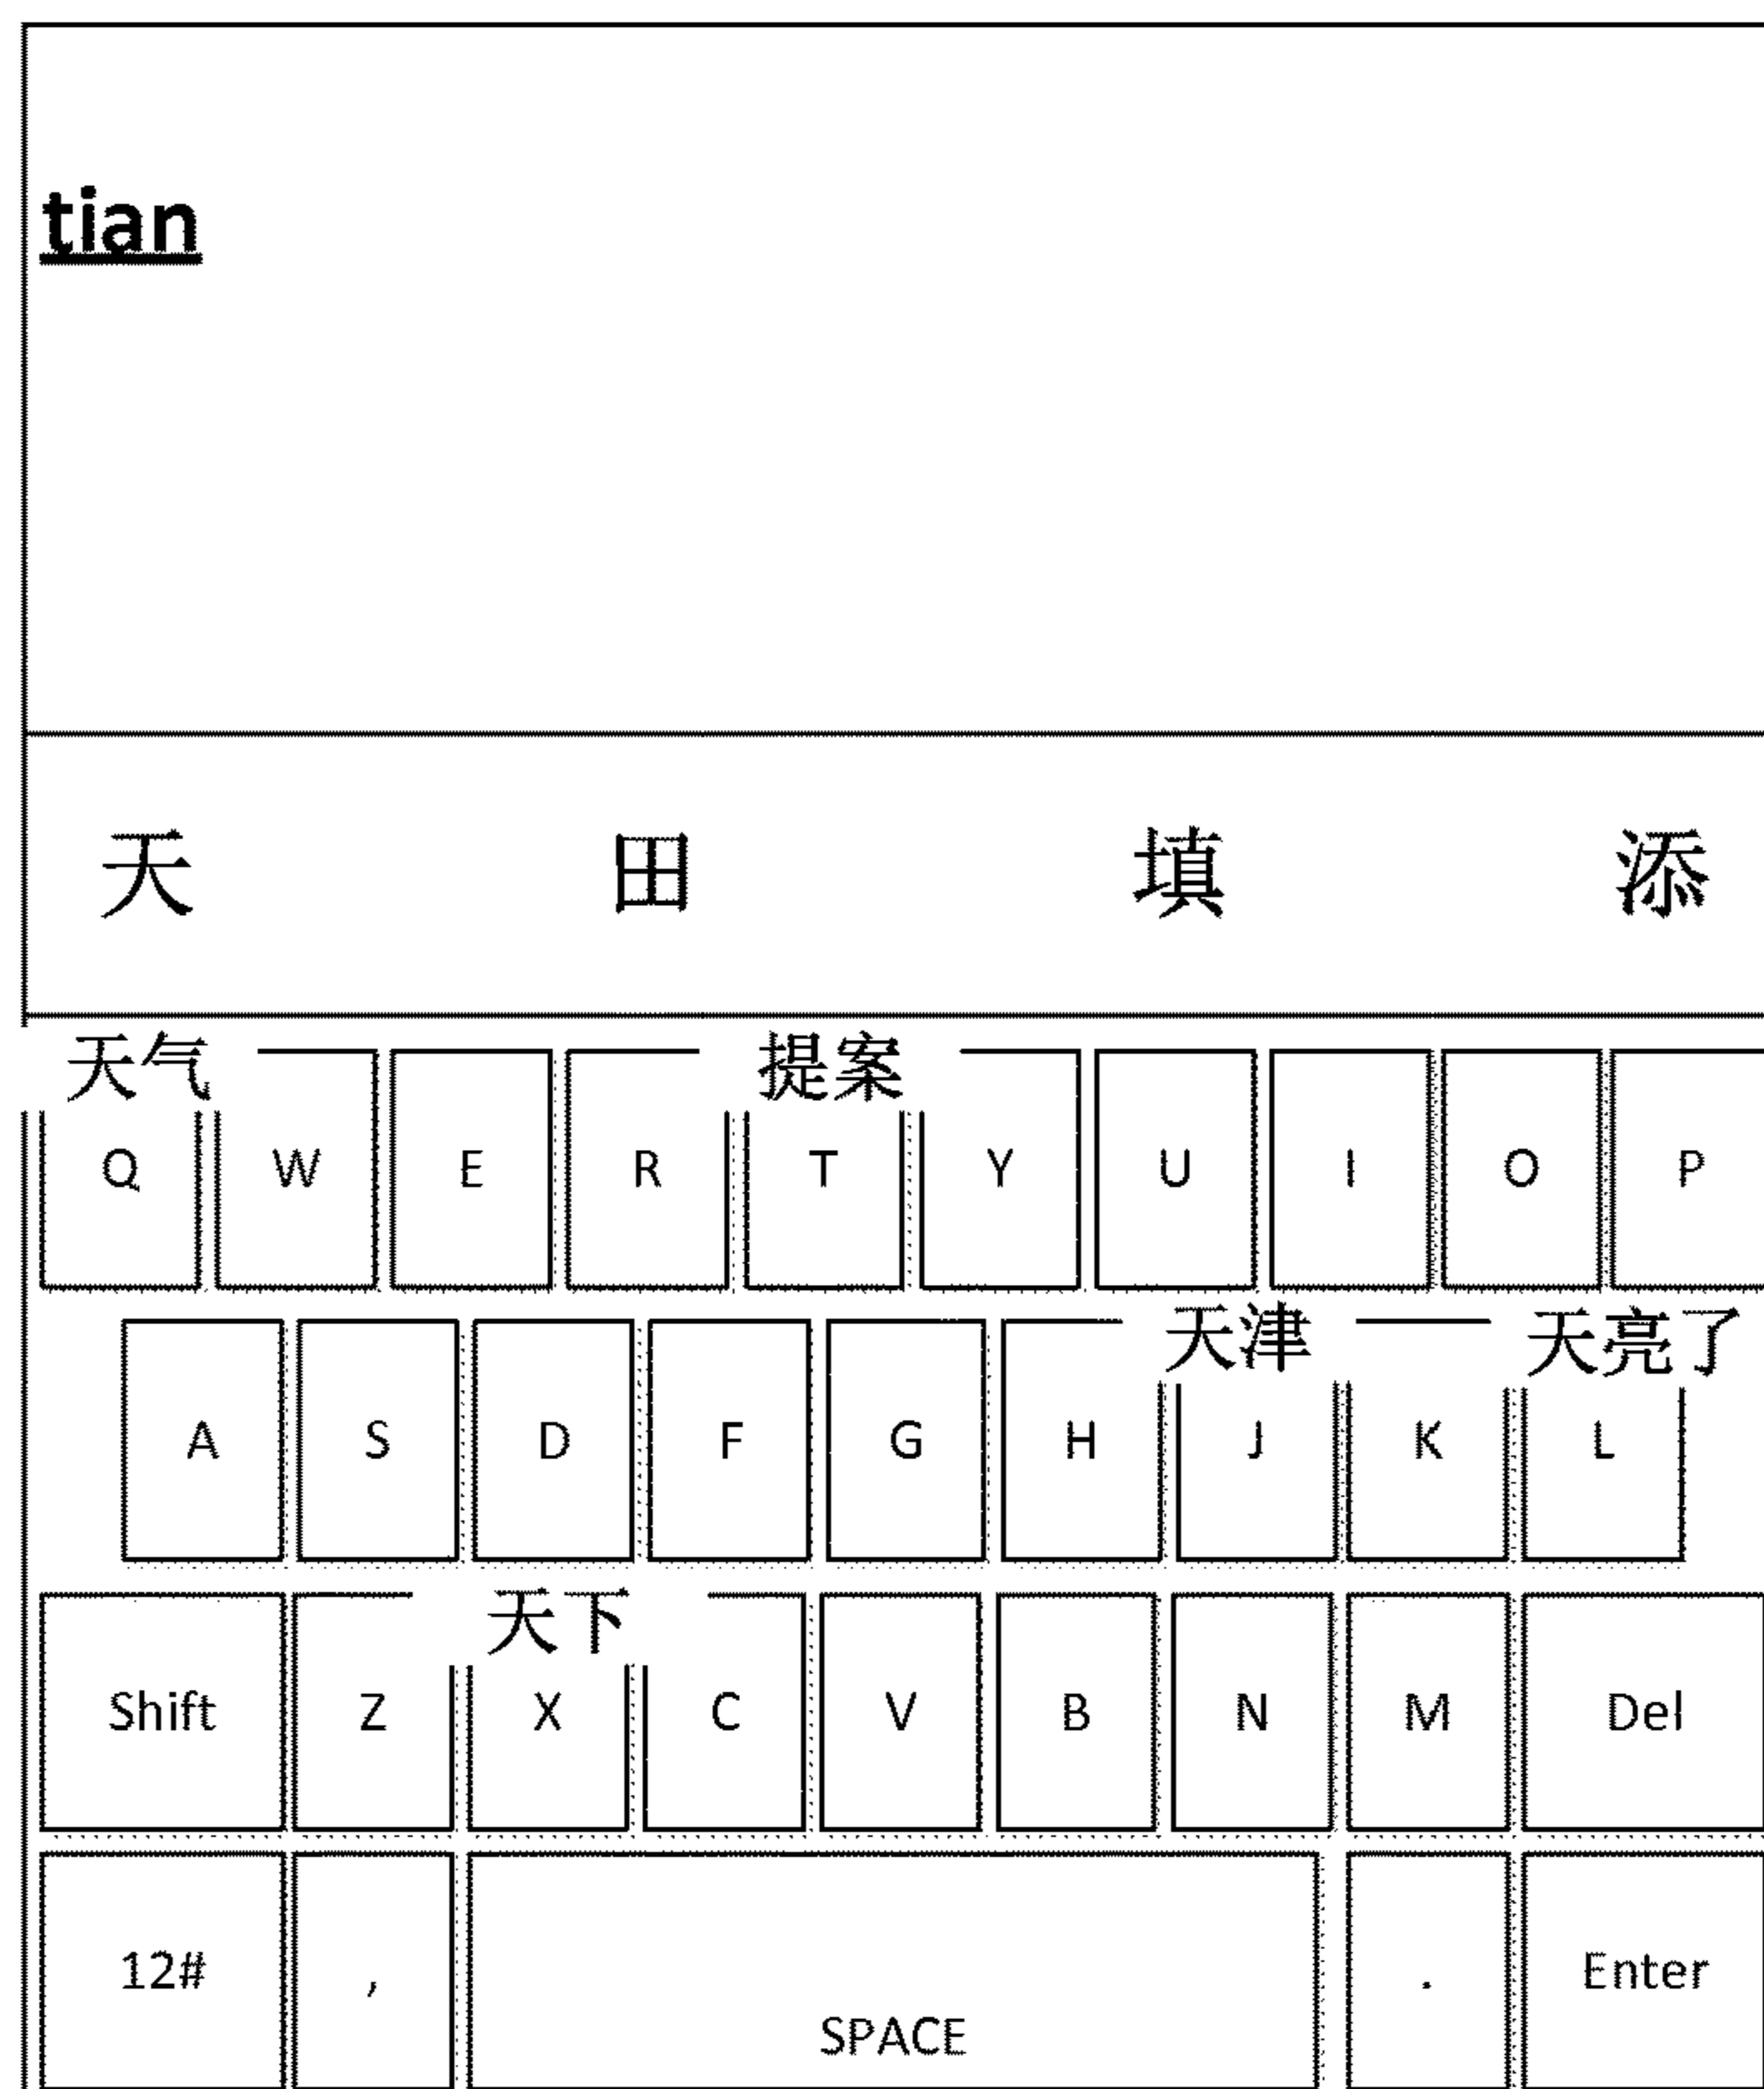 tian
天 田 填 添
天气 提案
Q W E R T Y U I O P
天津 天亮了
A S D F G H J K L
天下
Shift Z X C V B N M Del
12# , . Enter
SPACE